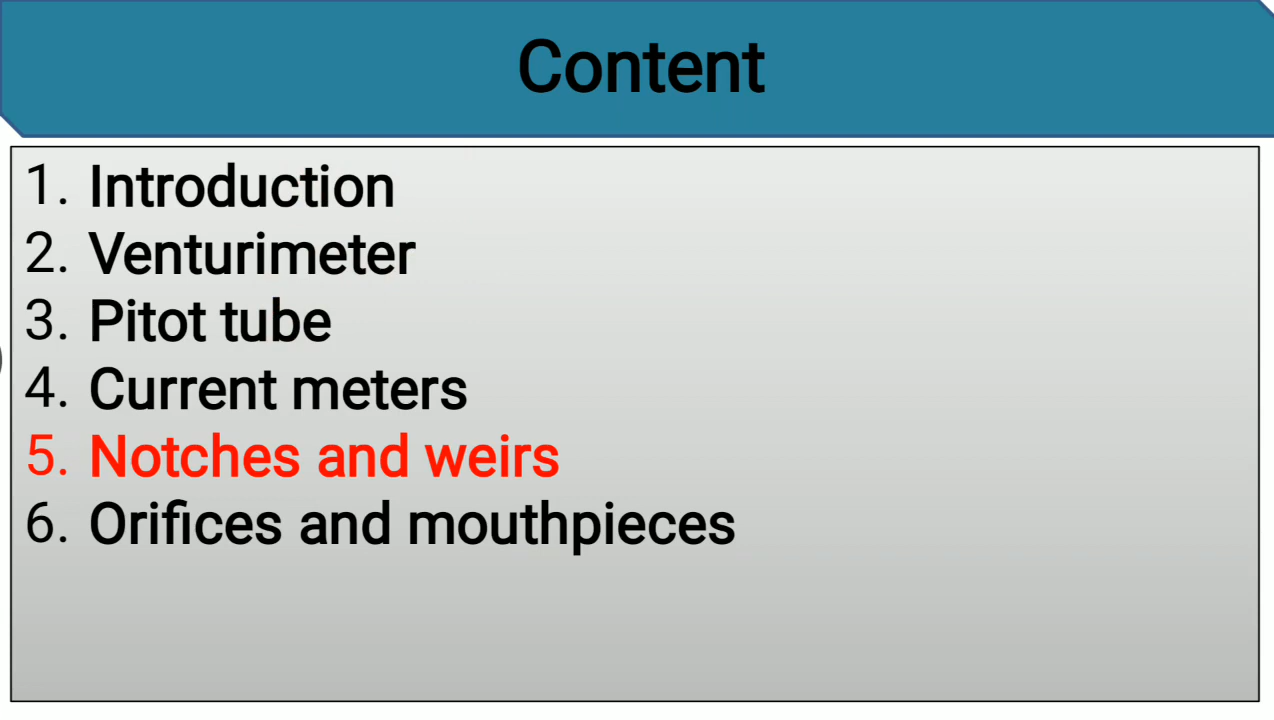 Content
1. Introduction
2. Venturimeter
3. Pitot tube
4. Current meters
5. Notches and weirs
6. Orifices and mouthpieces